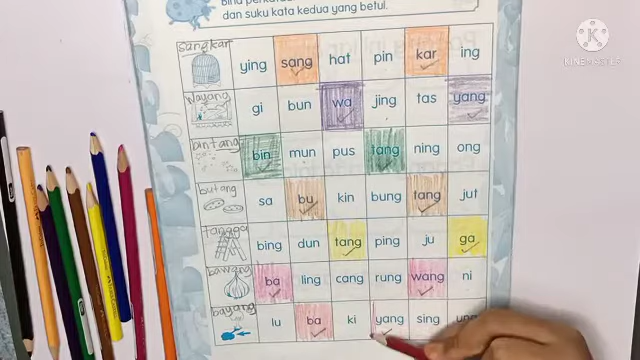 dan suku kata kedua yang betul.
KINEMASTER
sangkar ying sang hat pin kar ing
wayang gi bun wa jing tas yang
bintang bin mun pus tang ning ong
butang sa bu kin bung tang jut
tangga bing dun tang ping ju ga
bawang ba ling cang rung wang ni
bayang lu ba ki yang sing